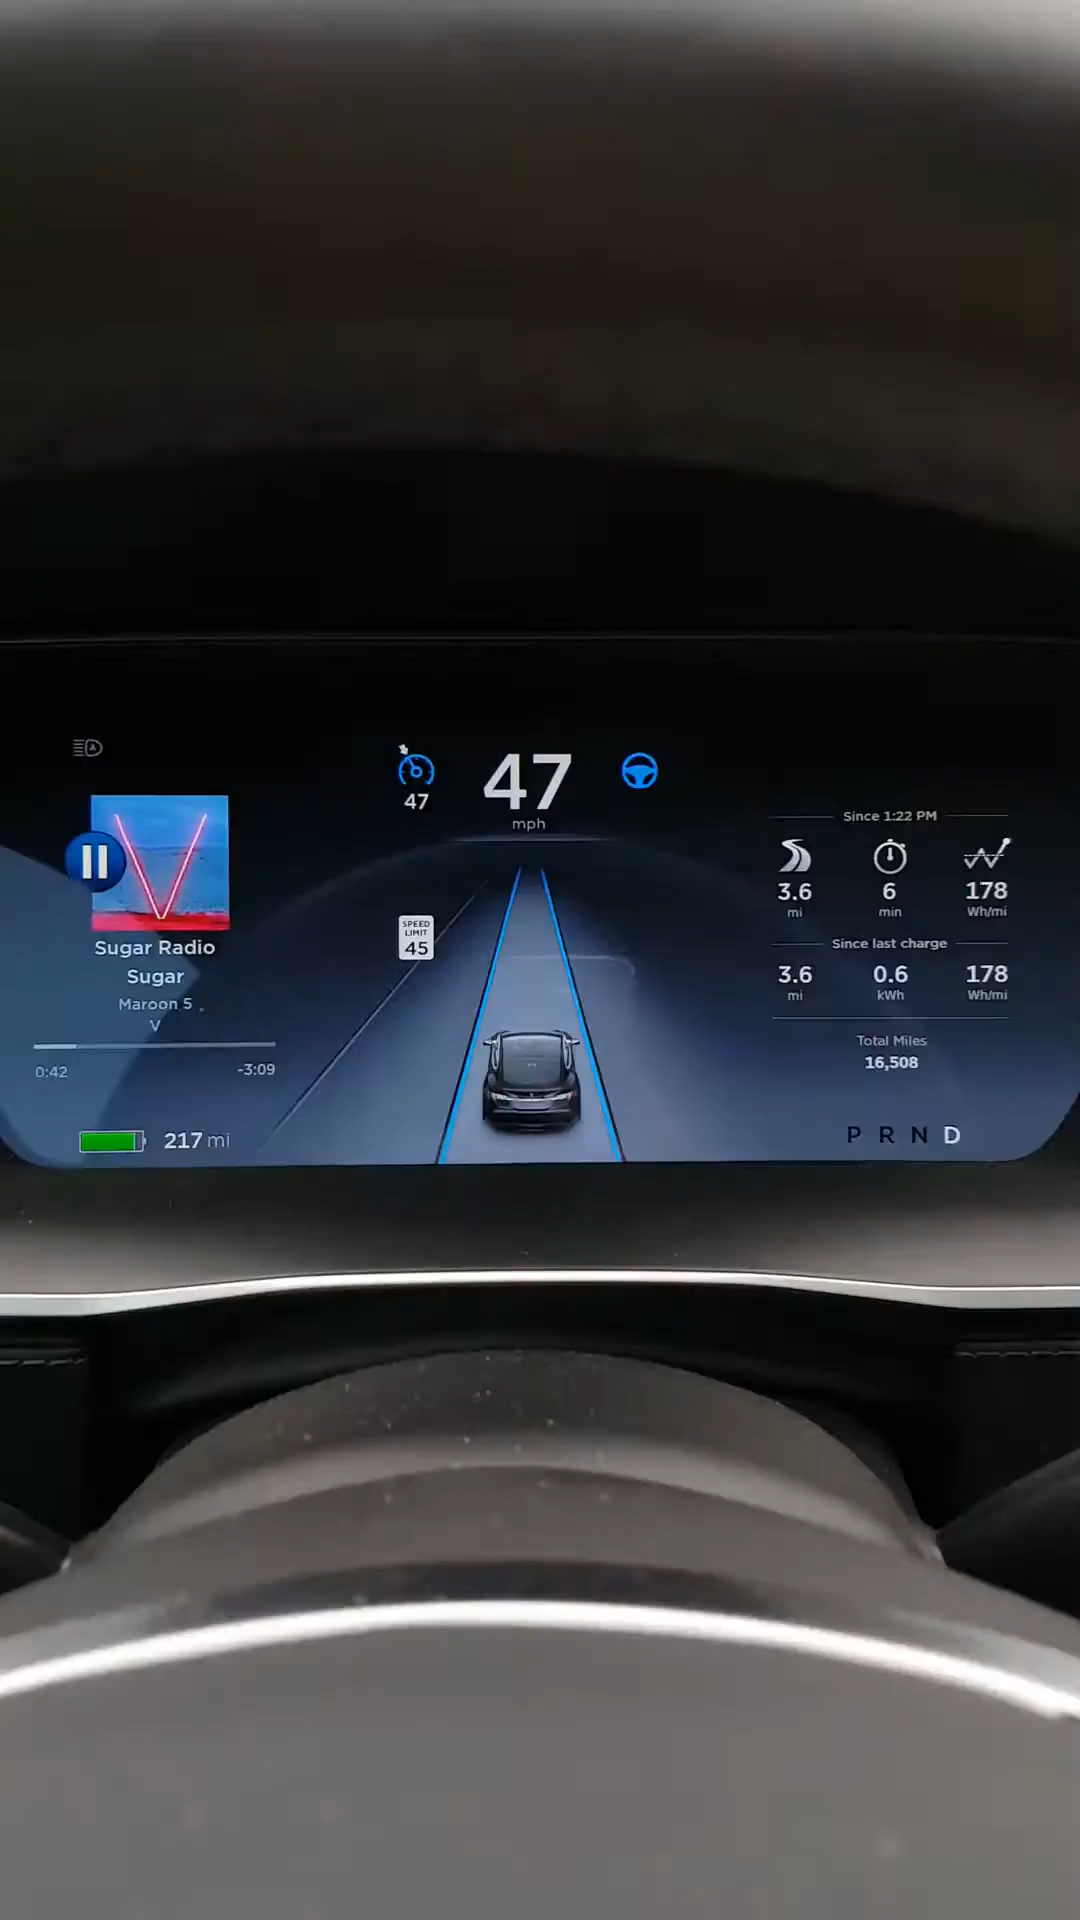 47
47
mph
SPEED
LIMIT
45
Sugar Radio
Sugar
Maroon 5
V
0:42
-3:09
217 mi
Since 1:22 PM
3.6 6 178
mi min Wh/mi
Since last charge
3.6 0.6 178
mi kWh Wh/mi
Total Miles
16,508
P R N D